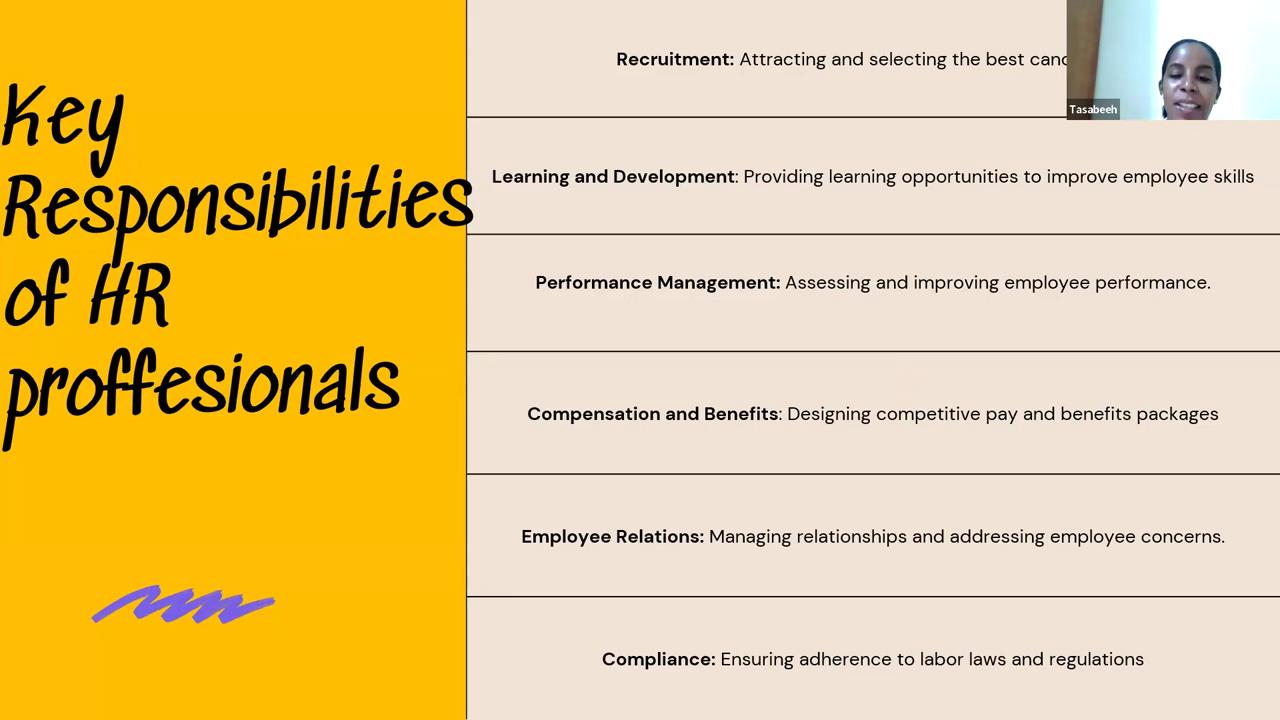 Key
Responsibilities
of HR
proffesionals
Recruitment: Attracting and selecting the best
Tasabeeh
Learning and Development: Providing learning opportunities to improve employee skills
Performance Management: Assessing and improving employee performance.
Compensation and Benefits: Designing competitive pay and benefits packages
Employee Relations: Managing relationships and addressing employee concerns.
Compliance: Ensuring adherence to labor laws and regulations